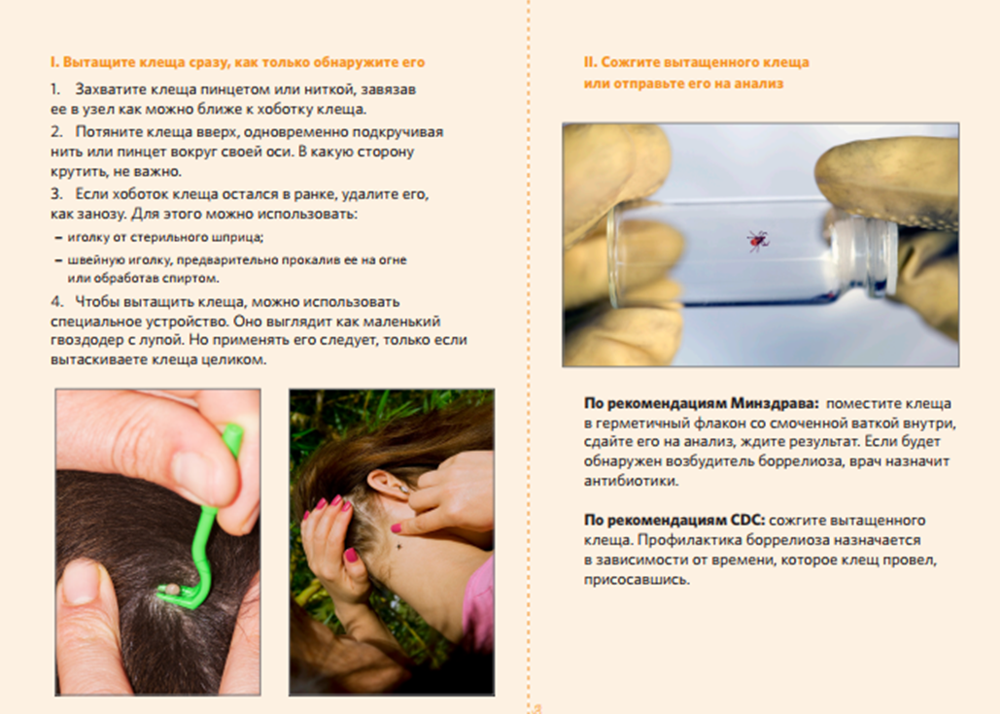 I. Вытащите клеща сразу, как только обнаружите его
1. Захватите клеща пинцетом или ниткой, завязав
ее в узел как можно ближе к хоботку клеща.
2. Потяните клеща вверх, одновременно подкручивая
нить или пинцет вокруг своей оси. В какую сторону
крутить, не важно.
3. Если хоботок клеща остался в ранке, удалите его,
как занозу. Для этого можно использовать:
– иголку от стерильного шприца;
– швейную иголку, предварительно прокалив ее на огне
или обработав спиртом.
4. Чтобы вытащить клеща, можно использовать
специальное устройство. Оно выглядит как маленький
гвоздодер с лупой. Но применять его следует, только если
вытаскиваете клеща целиком.
II. Сожгите вытащенного клеща
или отправьте его на анализ
По рекомендациям Минздрава: поместите клеща
в герметичный флакон со смоченной ваткой внутри,
сдайте его на анализ, ждите результат. Если будет
обнаружен возбудитель боррелиоза, врач назначит
антибиотики.
По рекомендациям CDC: сожгите вытащенного
клеща. Профилактика боррелиоза назначается
в зависимости от времени, которое клещ провел,
присосавшись.